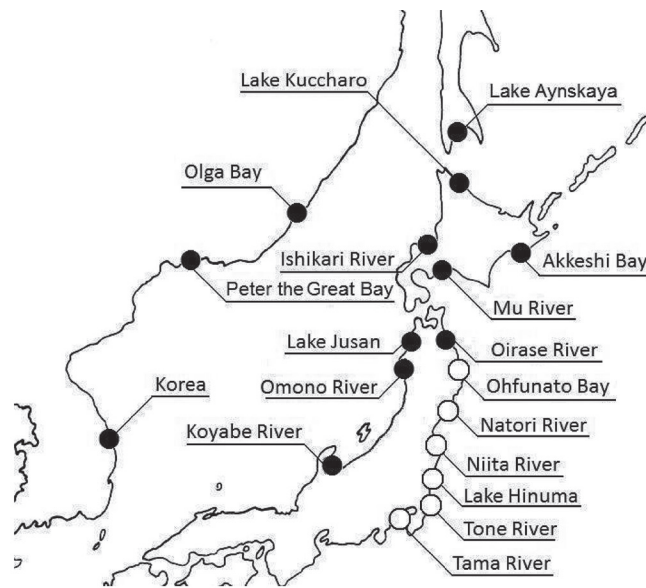 Lake Kuccharo
Lake Aynskaya
Olga Bay
Ishikari River
Akkeshi Bay
Peter the Great Bay
Mu River
Lake Jusan
Oirase River
Korea
Omono River
Ohfunato Bay
Natori River
Koyabe River
Niita River
Lake Hinuma
Tone River
Tama River